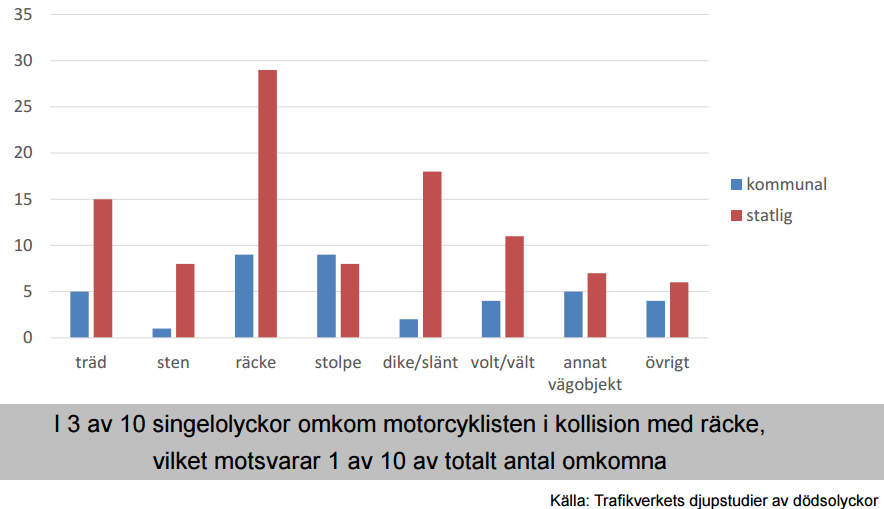 35
30
25
20
15
10
5
0
träd sten räcke stolpe dike/slänt volt/vält annat vägobjekt övrigt
kommunal
statlig
I 3 av 10 singelolyckor omkom motorcyklisten i kollision med räcke,
vilket motsvarar 1 av 10 av totalt antal omkomna
Källa: Trafikverkets djupstudier av dödsolyckor